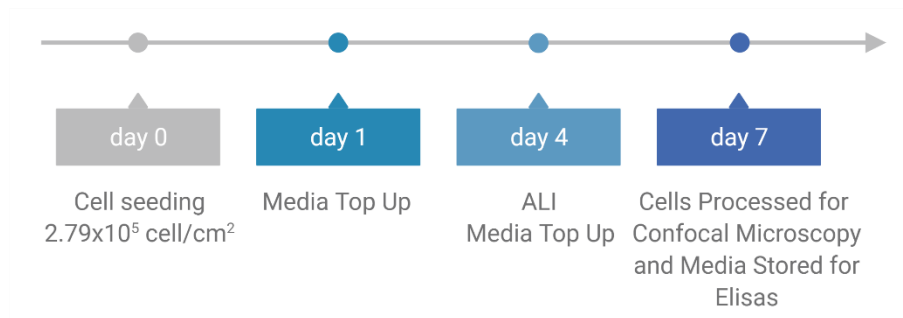 day 0
day 1
day 4
day 7
Cell seeding
2.79x10⁵ cell/cm²
Media Top Up
ALI
Media Top Up
Cells Processed for
Confocal Microscopy
and Media Stored for
Elisas